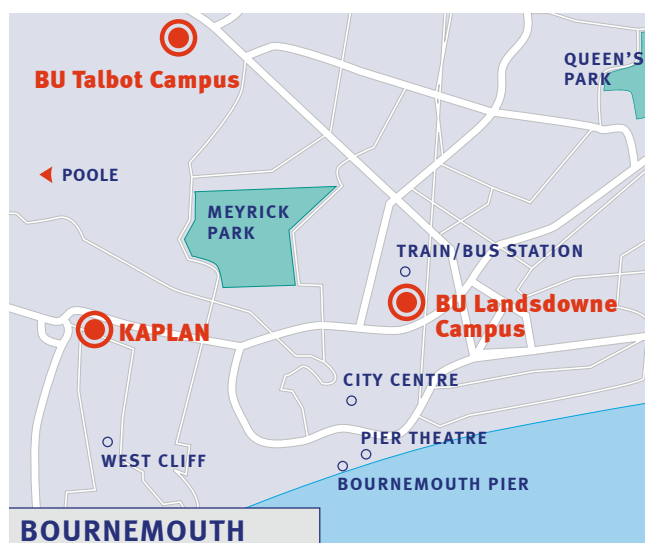 BU Talbot Campus
QUEEN'S
PARK
POOLE
MEYRICK
PARK
TRAIN/BUS STATION
BU Landsdowne
Campus
KAPLAN
CITY CENTRE
PIER THEATRE
WEST CLIFF
BOURNEMOUTH PIER
BOURNEMOUTH